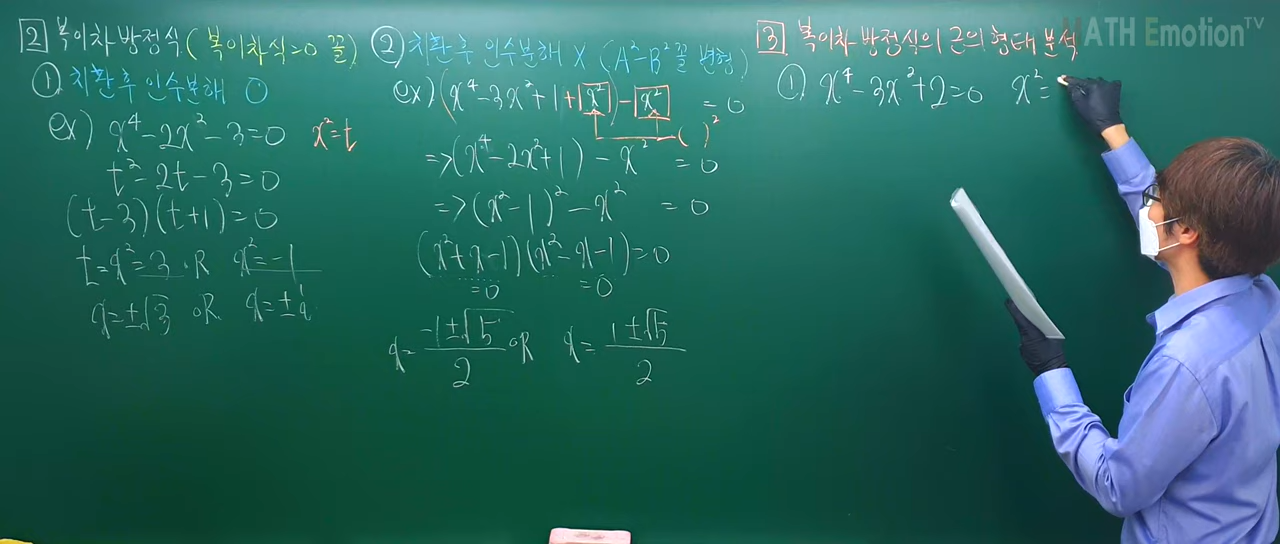 2 복이차방정식 (복이차식=0 꼴)
① 치환 후 인수분해 O
ex) x⁴-2x²-3=0 x²=t
t²-2t-3=0
(t-3)(t+1)=0
t=x²=3 OR x²=-1
x=±√3 OR x=±i
② 치환 후 인수분해 X (A²-B² 꼴 변형)
ex) (x⁴-3x²+1+x²)-x² =0
( )²
=>(x⁴-2x²+1)-x² =0
=>(x²-1)²-x² =0
(x²+x-1)(x²-x-1)=0
=0 =0
x=(-1±√5)/2 OR x=(1±√5)/2
3 복이차방정식의 근의 형태 분석
① x⁴-3x²+2=0 x²=
MATH Emotion TV